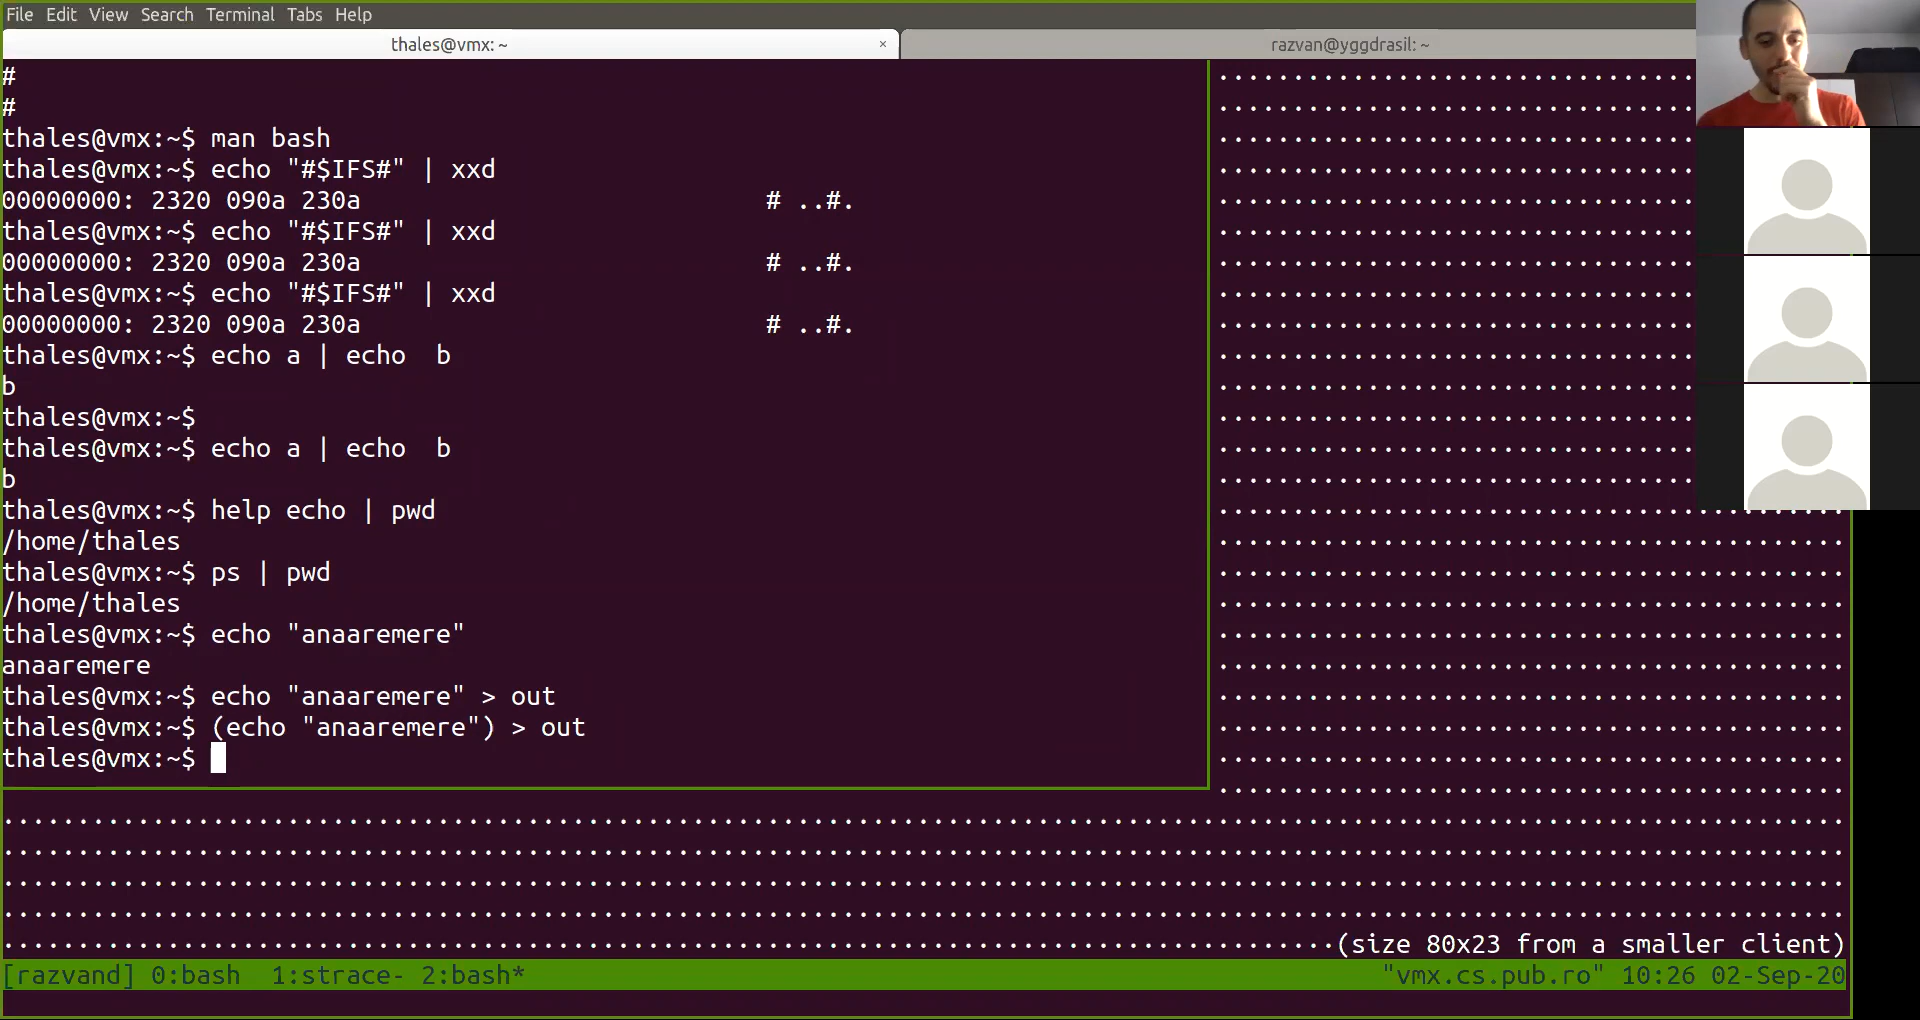 File Edit View Search Terminal Tabs Help
thales@vmx: ~ × razvan@yggdrasil: ~
#
#
thales@vmx:~$ man bash
thales@vmx:~$ echo "#$IFS#" | xxd
00000000: 2320 090a 230a # ..#.
thales@vmx:~$ echo "#$IFS#" | xxd
00000000: 2320 090a 230a # ..#.
thales@vmx:~$ echo "#$IFS#" | xxd
00000000: 2320 090a 230a # ..#.
thales@vmx:~$ echo a | echo  b
b
thales@vmx:~$
thales@vmx:~$ echo a | echo  b
b
thales@vmx:~$ help echo | pwd
/home/thales
thales@vmx:~$ ps | pwd
/home/thales
thales@vmx:~$ echo "anaaremere"
anaaremere
thales@vmx:~$ echo "anaaremere" > out
thales@vmx:~$ (echo "anaaremere") > out
thales@vmx:~$
(size 80x23 from a smaller client)
[razvand] 0:bash  1:strace- 2:bash* "vmx.cs.pub.ro" 10:26 02-Sep-20